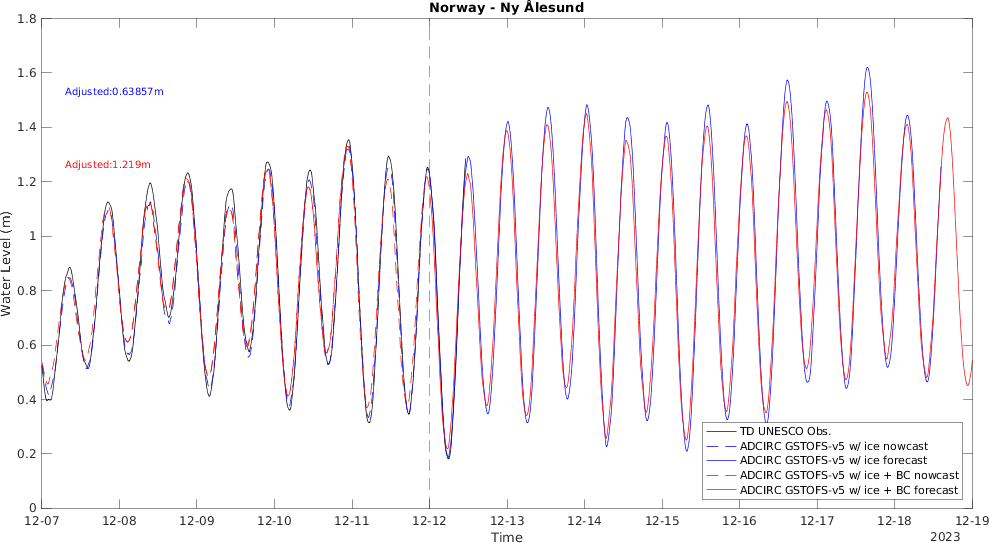 Norway - Ny Ålesund
1.8
1.6
1.4
1.2
1
0.8
0.6
0.4
0.2
0
Water Level (m)
Adjusted:0.63857m
Adjusted:1.219m
TD UNESCO Obs.
ADCIRC GSTOFS-v5 w/ ice nowcast
ADCIRC GSTOFS-v5 w/ ice forecast
ADCIRC GSTOFS-v5 w/ ice + BC nowcast
ADCIRC GSTOFS-v5 w/ ice + BC forecast
12-07 12-08 12-09 12-10 12-11 12-12 12-13 12-14 12-15 12-16 12-17 12-18 12-19
Time
2023